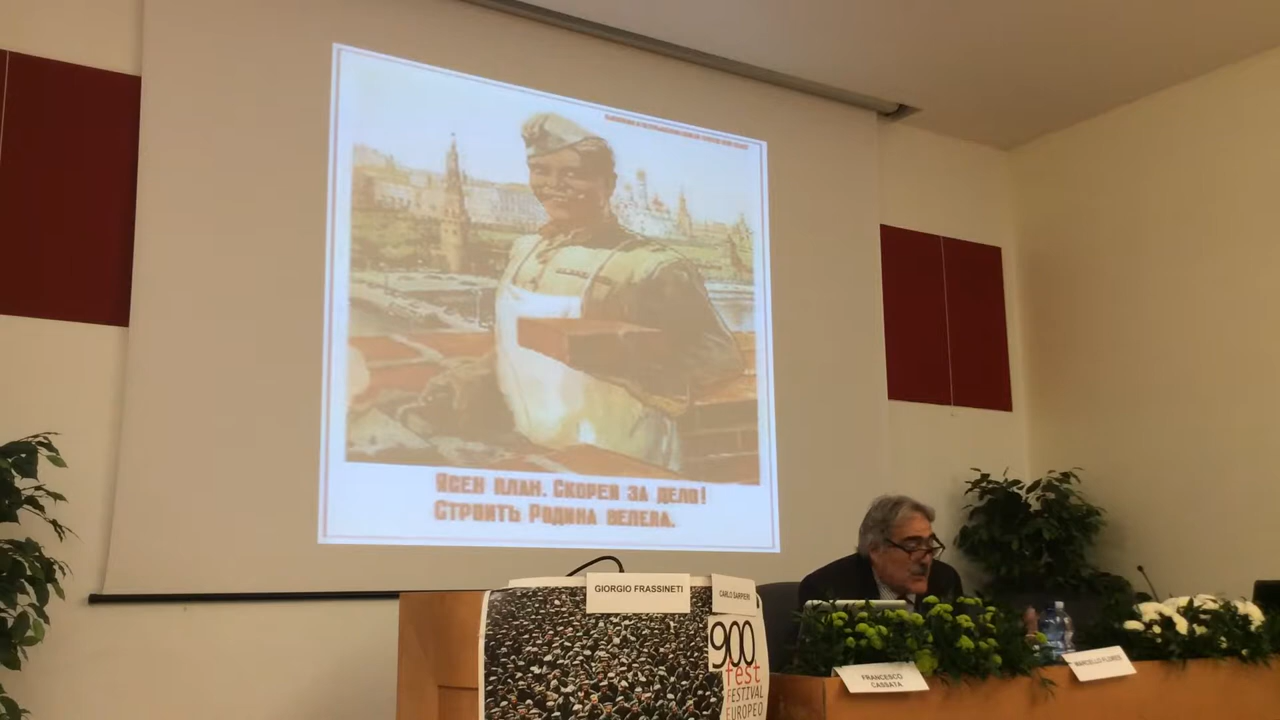 Ясен план. Скорей за дело!
Строить Родина велела.
GIORGIO FRASSINETI
CARLO SARPIERI
900
fest
FESTIVAL
EUROPEO
FRANCESCO
CASSATA
MARCELLO FLORES